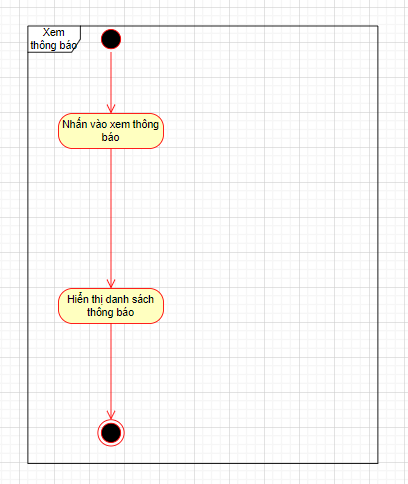 Xem
thông báo
Nhấn vào xem thông
báo
Hiển thị danh sách
thông báo